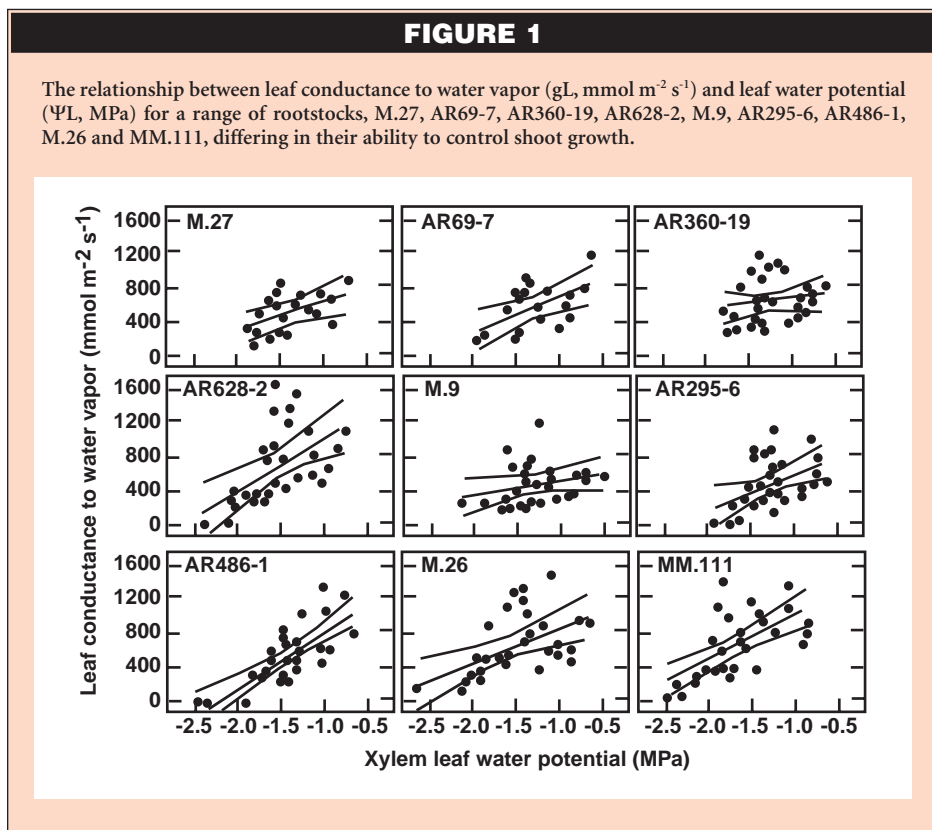 FIGURE 1
The relationship between leaf conductance to water vapor (gL, mmol m⁻² s⁻¹) and leaf water potential
(ΨL, MPa) for a range of rootstocks, M.27, AR69-7, AR360-19, AR628-2, M.9, AR295-6, AR486-1,
M.26 and MM.111, differing in their ability to control shoot growth.
Leaf conductance to water vapor (mmol m⁻² s⁻¹)
M.27 AR69-7 AR360-19
1600
1200
800
400
0
AR628-2 M.9 AR295-6
1600
1200
800
400
0
AR486-1 M.26 MM.111
1600
1200
800
400
0
-2.5 -2.0 -1.5 -1.0 -0.5 -2.5 -2.0 -1.5 -1.0 -0.5 -2.5 -2.0 -1.5 -1.0 -0.5
Xylem leaf water potential (MPa)